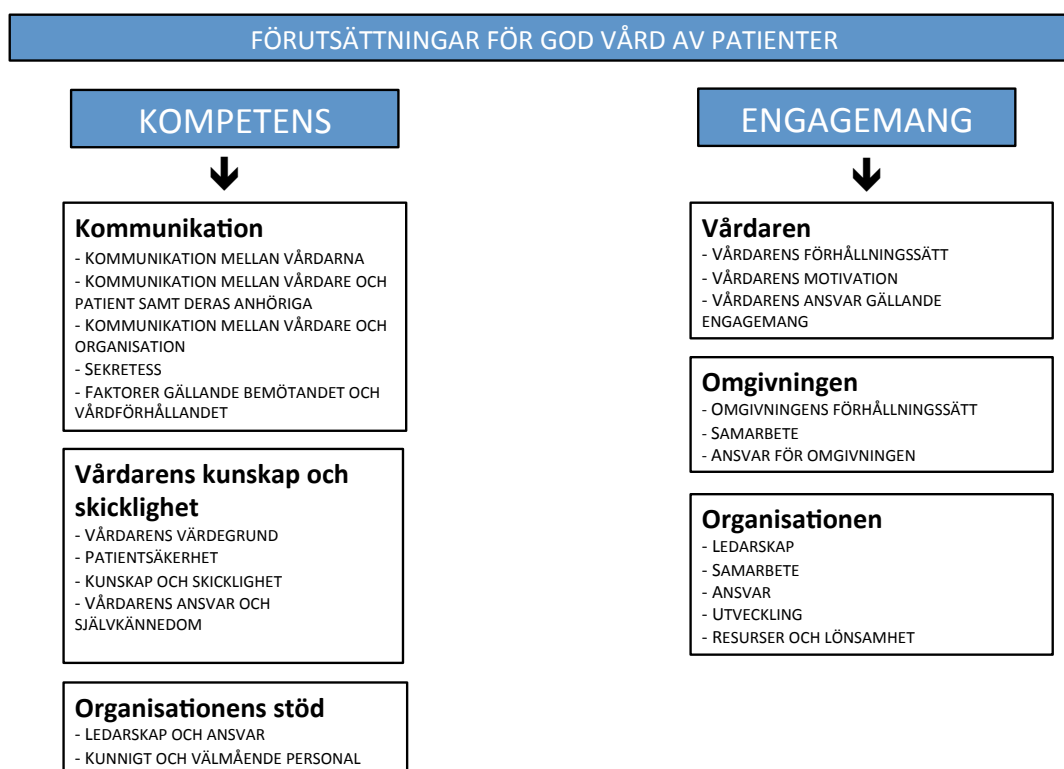 FÖRUTSÄTTNINGAR FÖR GOD VÅRD AV PATIENTER
KOMPETENS
Kommunikation
- KOMMUNIKATION MELLAN VÅRDARNA
- KOMMUNIKATION MELLAN VÅRDARE OCH
PATIENT SAMT DERAS ANHÖRIGA
- KOMMUNIKATION MELLAN VÅRDARE OCH
ORGANISATION
- SEKRETESS
- FAKTORER GÄLLANDE BEMÖTANDET OCH
VÅRDFÖRHÅLLANDET
Vårdarens kunskap och
skicklighet
- VÅRDARENS VÄRDEGRUND
- PATIENTSÄKERHET
- KUNSKAP OCH SKICKLIGHET
- VÅRDARENS ANSVAR OCH
SJÄLVKÄNNEDOM
Organisationens stöd
- LEDARSKAP OCH ANSVAR
- KUNNIGT OCH VÄLMÅENDE PERSONAL
ENGAGEMANG
Vårdaren
- VÅRDARENS FÖRHÅLLNINGSSÄTT
- VÅRDARENS MOTIVATION
- VÅRDARENS ANSVAR GÄLLANDE
ENGAGEMANG
Omgivningen
- OMGIVNINGENS FÖRHÅLLNINGSSÄTT
- SAMARBETE
- ANSVAR FÖR OMGIVNINGEN
Organisationen
- LEDARSKAP
- SAMARBETE
- ANSVAR
- UTVECKLING
- RESURSER OCH LÖNSAMHET